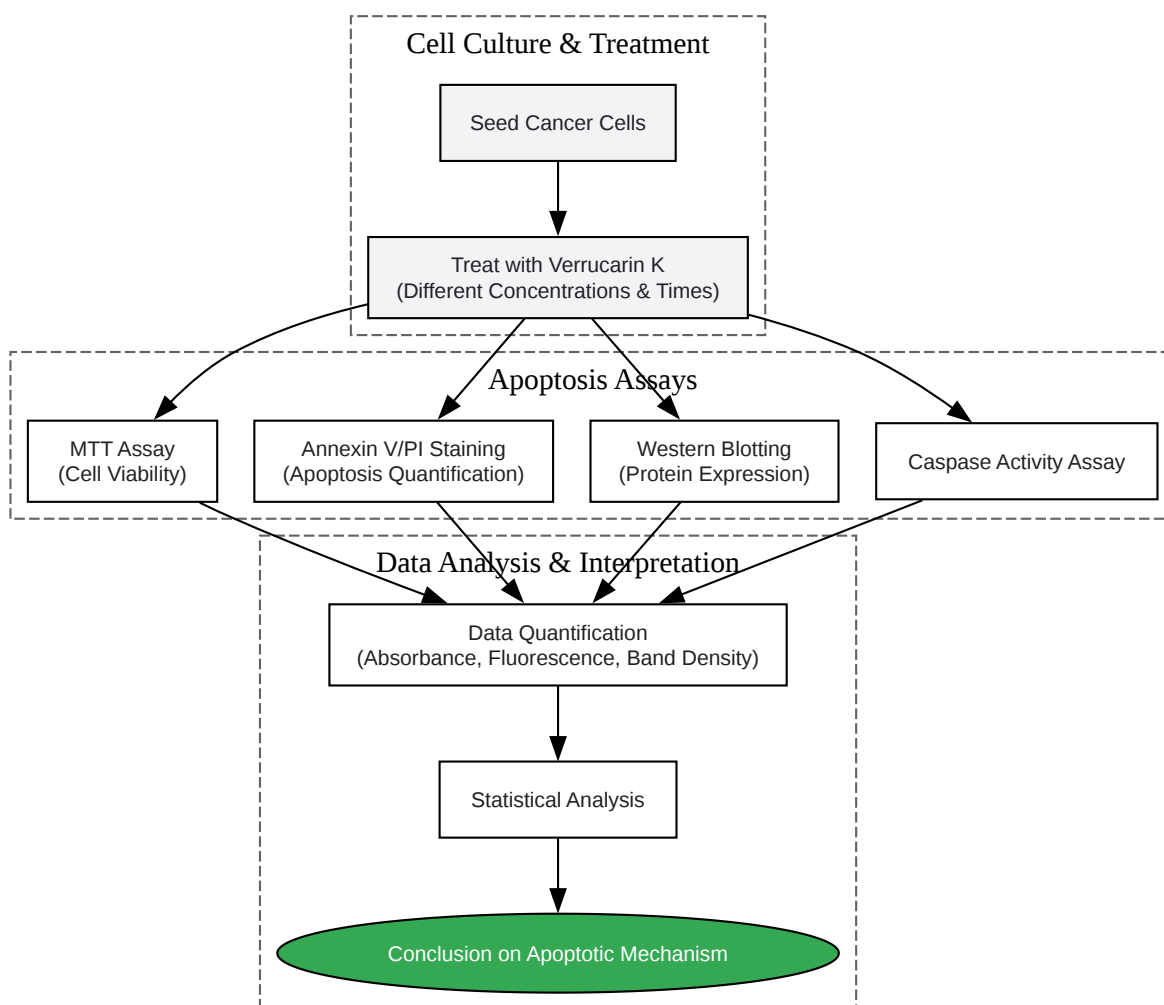 Cell Culture & Treatment
Seed Cancer Cells
Treat with Verrucarin K
(Different Concentrations & Times)
Apoptosis Assays
MTT Assay
(Cell Viability)
Annexin V/PI Staining
(Apoptosis Quantification)
Western Blotting
(Protein Expression)
Caspase Activity Assay
Data Analysis & Interpretation
Data Quantification
(Absorbance, Fluorescence, Band Density)
Statistical Analysis
Conclusion on Apoptotic Mechanism